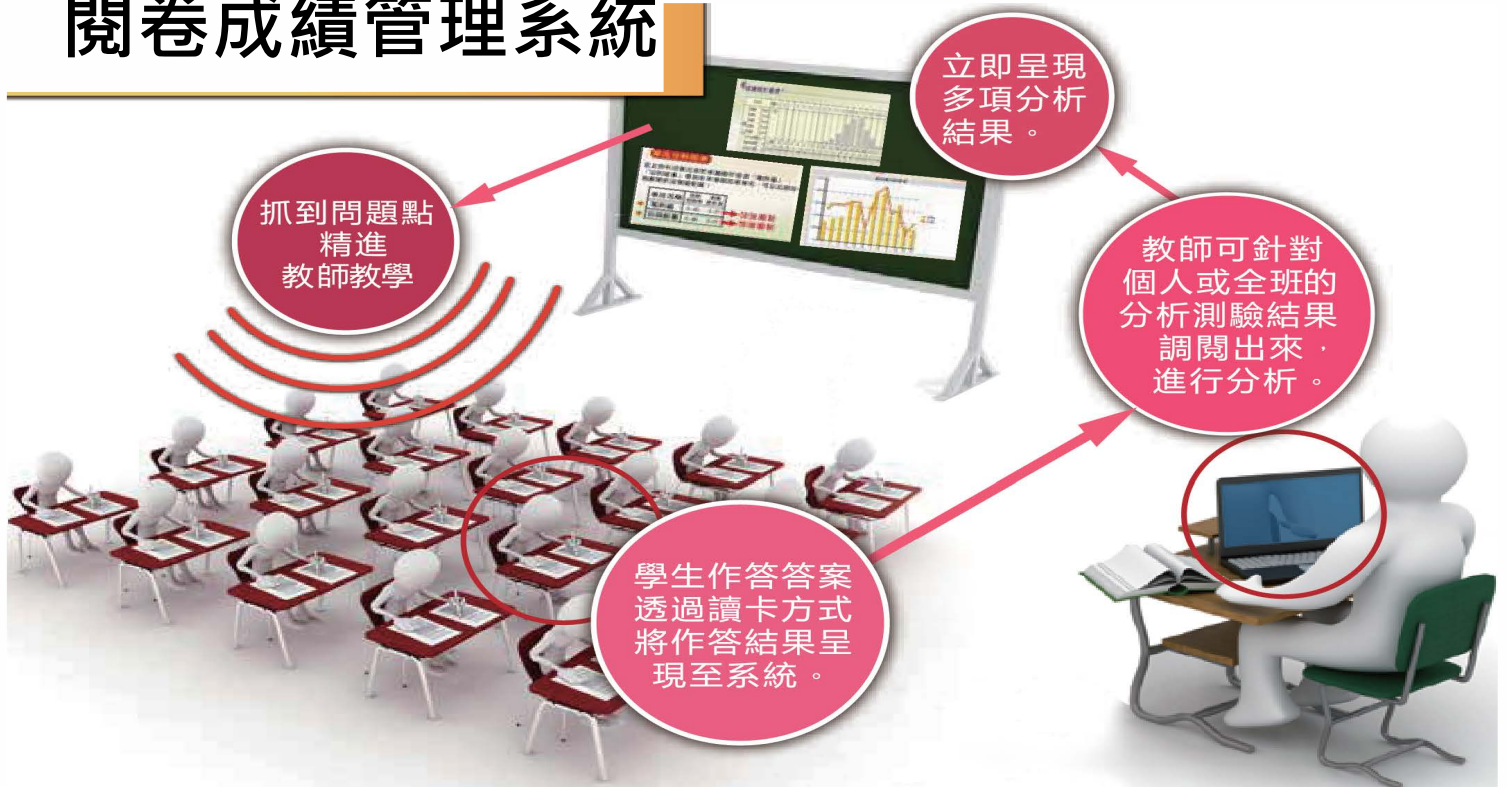 閱卷成績管理系統
立即呈現
多項分析
結果。
抓到問題點
精進
教師教學
教師可針對
個人或全班的
分析測驗結果
調閱出來，
進行分析。
學生作答答案
透過讀卡方式
將作答結果呈
現至系統。